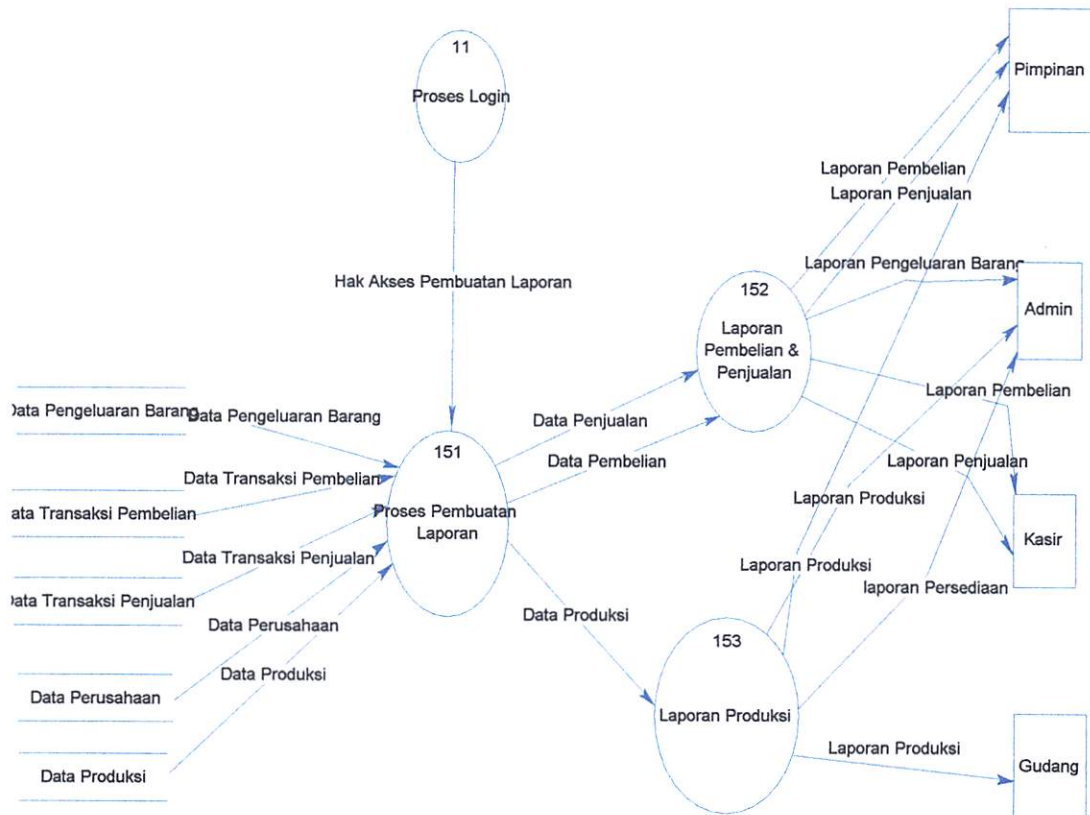 11
Proses Login
Pimpinan
Laporan Pembelian
Laporan Penjualan
Hak Akses Pembuatan Laporan
Laporan Pengeluaran Barang
152
Laporan
Pembelian &
Penjualan
Admin
Data Pengeluaran Barang
Data Pengeluaran Barang
Data Penjualan
Laporan Pembelian
151
Proses Pembuatan
Laporan
Data Pembelian
Laporan Penjualan
Data Transaksi Pembelian
ata Transaksi Pembelian
Laporan Produksi
Kasir
Data Transaksi Penjualan
Data Transaksi Penjualan
Laporan Produksi
laporan Persediaan
Data Perusahaan
Data Produksi
153
Laporan Produksi
Data Produksi
Data Perusahaan
Laporan Produksi
Gudang
Data Produksi